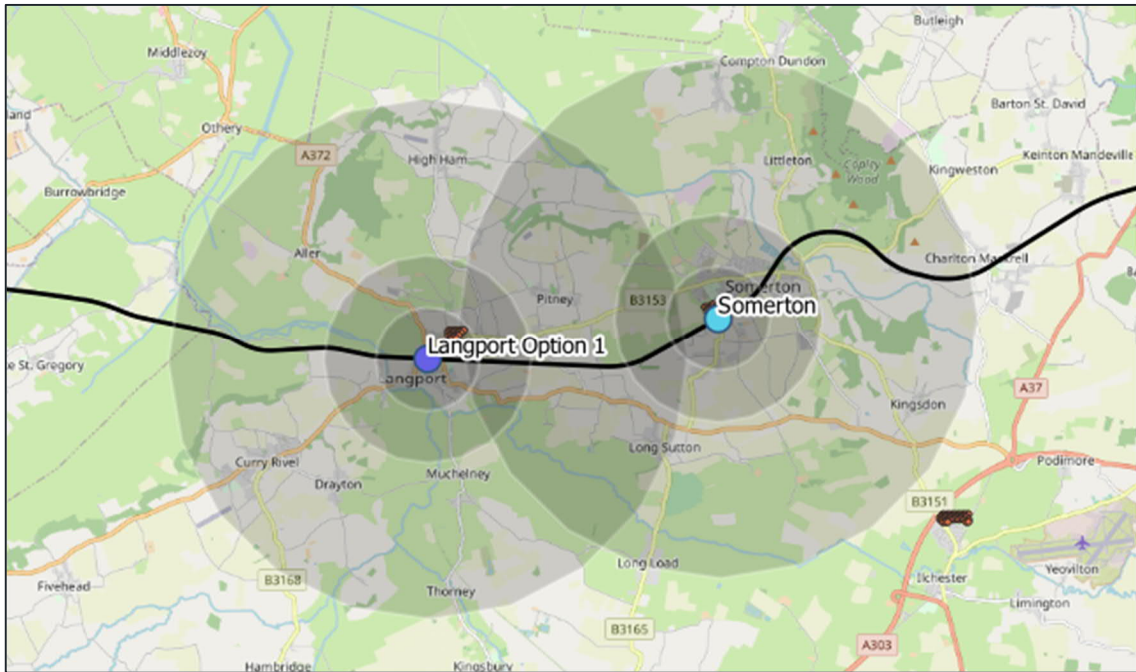 Butleigh
Middlezoy
Compton Dundon
land
Barton St. David
Othery
A372
High Ham
Littleton
Copley
Wood
Kingweston
Keinton Mandeville
Burrowbridge
Aller
Charlton Mackrell
Pitney
B3153
Somerton
Somerton
Langport Option 1
Langport
e St. Gregory
A37
Kingsdon
Long Sutton
Curry Rivel
Muchelney
Drayton
Podimore
B3151
Long Load
Yeovilton
Fivehead
B3168
Ilchester
Thorney
Limington
B3165
A303
Hambridge
Kingsbury